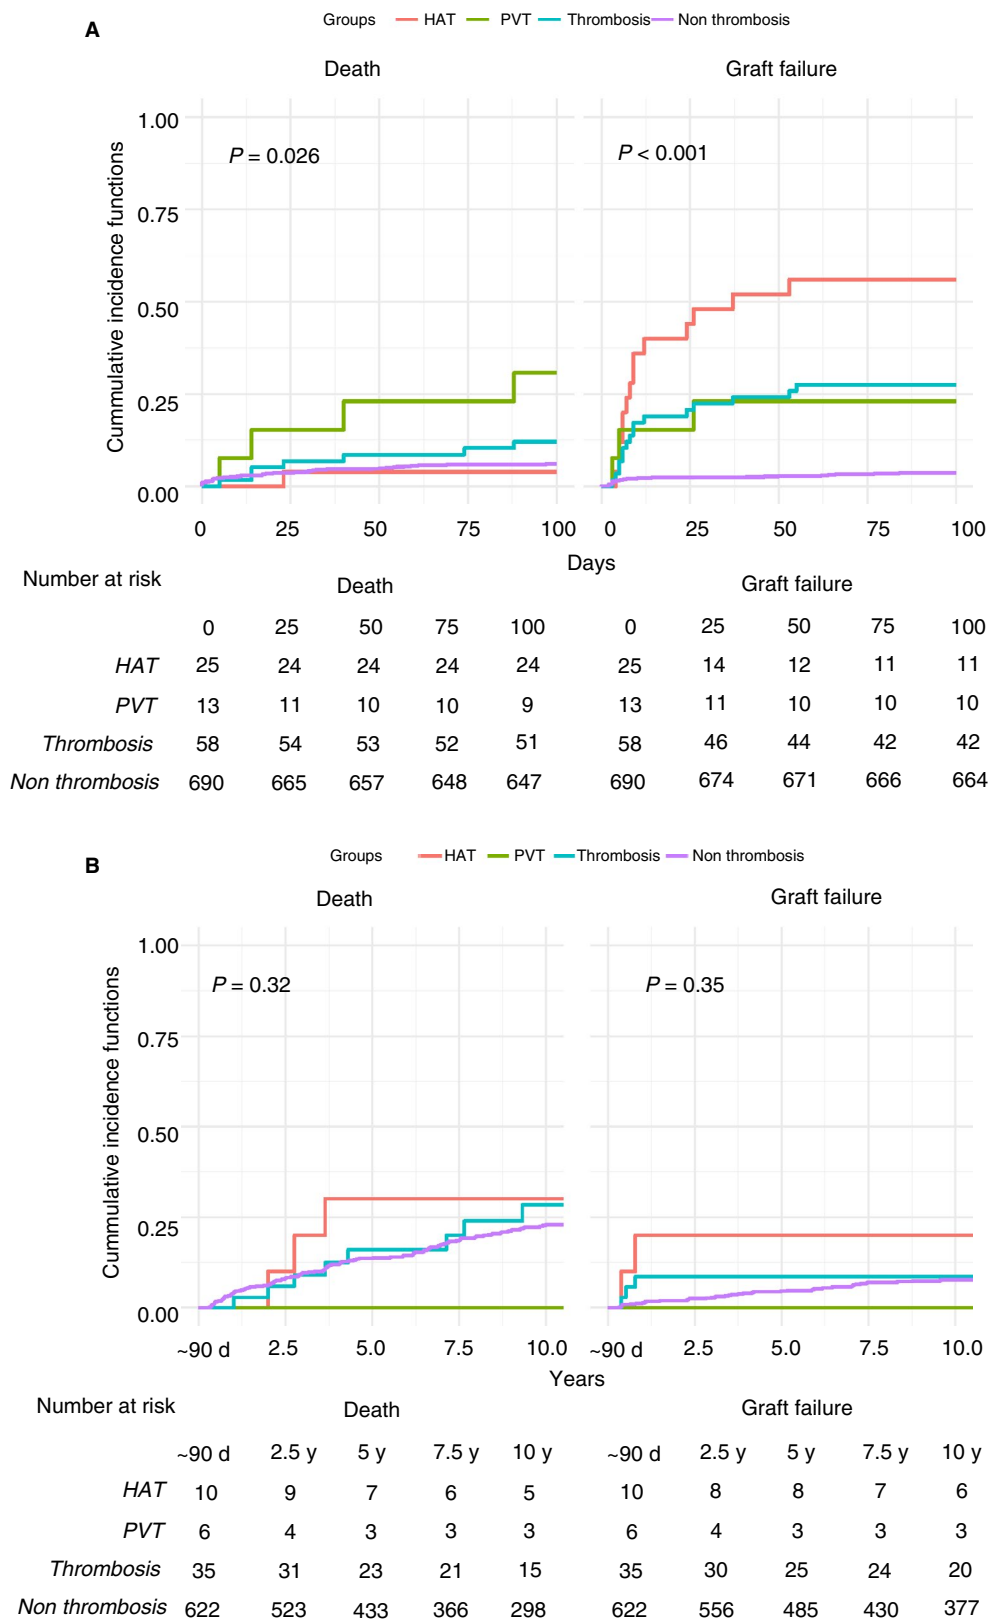 A
Groups HAT PVT Thrombosis Non thrombosis
Death Graft failure
Cummulative incidence functions
1.00
0.75
0.50
0.25
0.00
P = 0.026 P < 0.001
0 25 50 75 100 0 25 50 75 100
Days
Number at risk Death Graft failure
0 25 50 75 100 0 25 50 75 100
HAT 25 24 24 24 24 25 14 12 11 11
PVT 13 11 10 10 9 13 11 10 10 10
Thrombosis 58 54 53 52 51 58 46 44 42 42
Non thrombosis 690 665 657 648 647 690 674 671 666 664
B
Groups HAT PVT Thrombosis Non thrombosis
Death Graft failure
Cummulative incidence functions
1.00
0.75
0.50
0.25
0.00
P = 0.32 P = 0.35
~90 d 2.5 5.0 7.5 10.0 ~90 d 2.5 5.0 7.5 10.0
Years
Number at risk Death Graft failure
~90 d 2.5 y 5 y 7.5 y 10 y ~90 d 2.5 y 5 y 7.5 y 10 y
HAT 10 9 7 6 5 10 8 8 7 6
PVT 6 4 3 3 3 6 4 3 3 3
Thrombosis 35 31 23 21 15 35 30 25 24 20
Non thrombosis 622 523 433 366 298 622 556 485 430 377